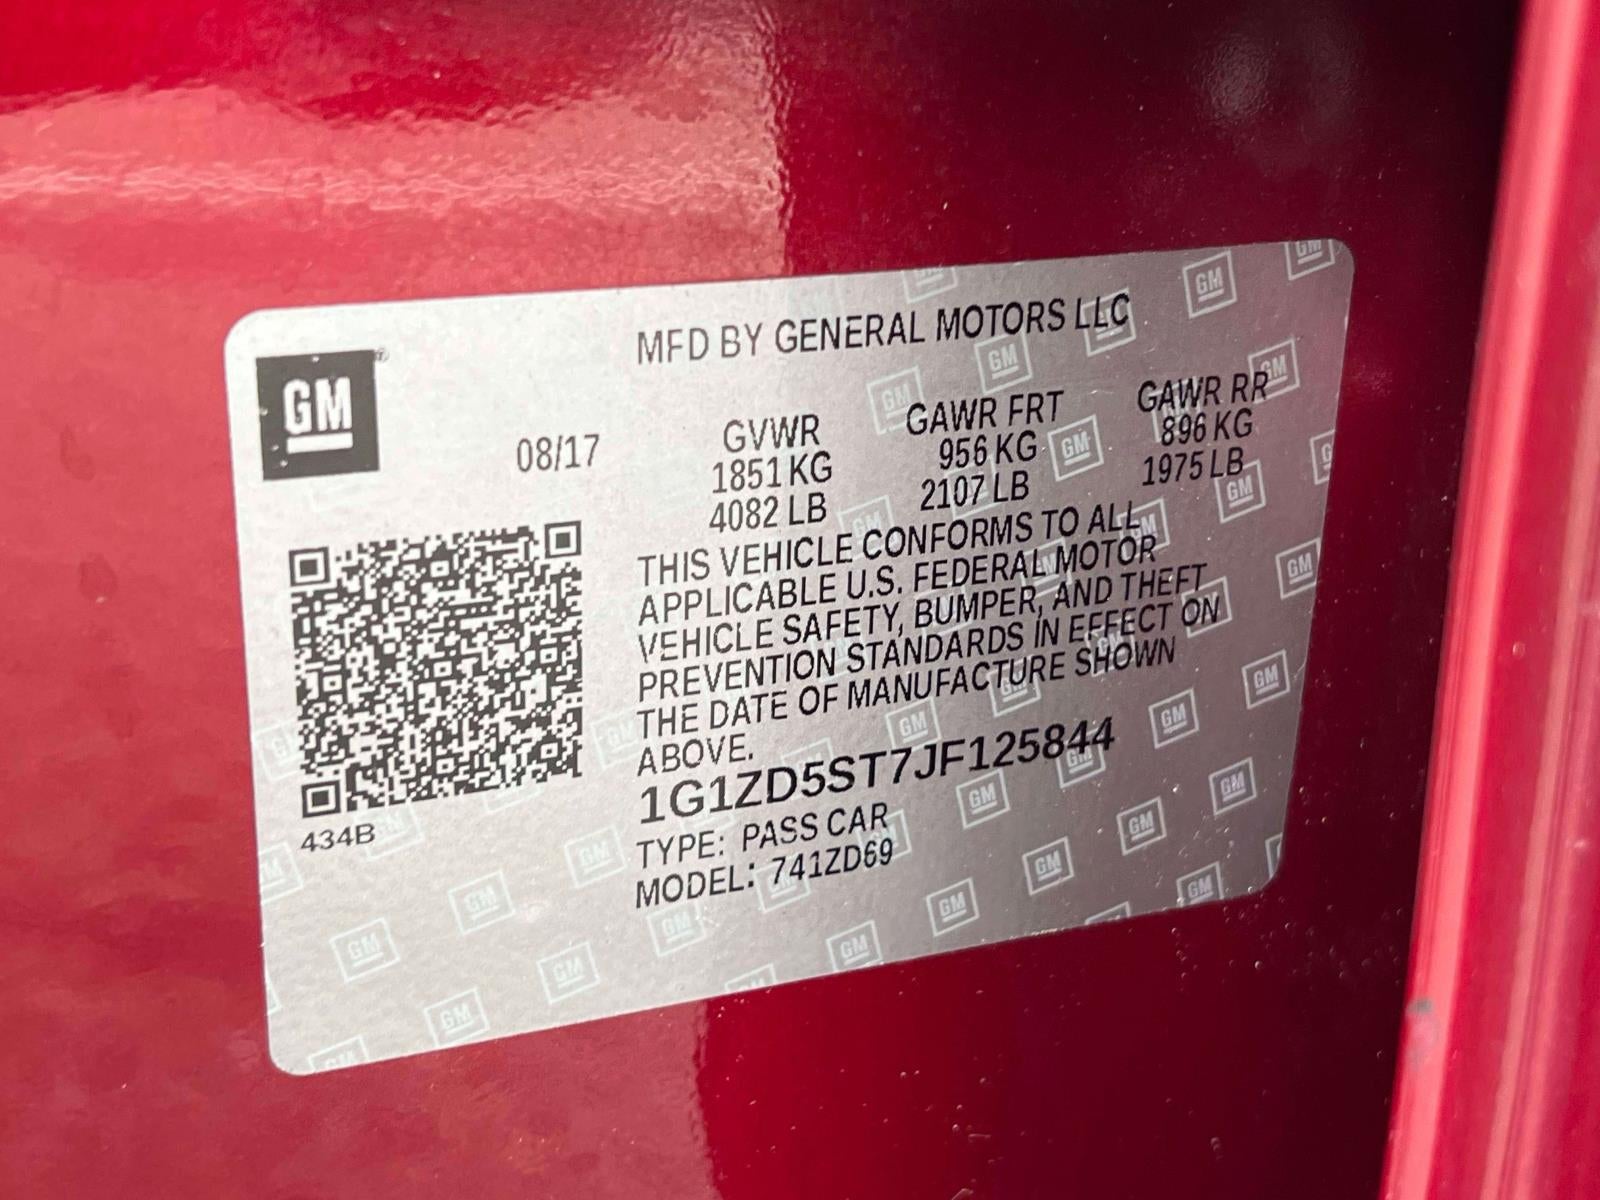 MFD BY GENERAL MOTORS LLC
GM
®
08/17
GVWR GAWR FRT GAWR RR
1851 KG 956 KG 896 KG
4082 LB 2107 LB 1975 LB
THIS VEHICLE CONFORMS TO ALL
APPLICABLE U.S. FEDERAL MOTOR
VEHICLE SAFETY, BUMPER, AND THEFT
PREVENTION STANDARDS IN EFFECT ON
THE DATE OF MANUFACTURE SHOWN
ABOVE.
1G1ZD5ST7JF125844
TYPE: PASS CAR
MODEL: 741ZD69
434B